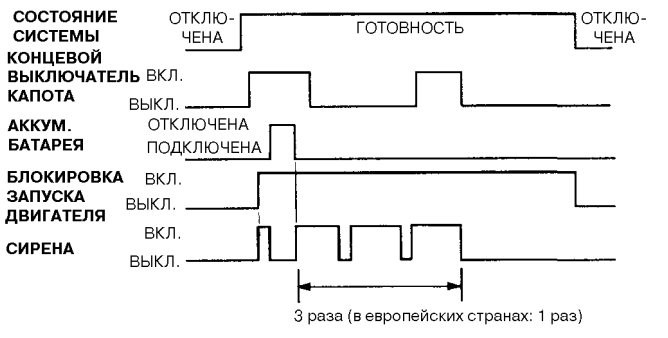 СОСТОЯНИЕ
СИСТЕМЫ
ОТКЛЮ-
ЧЕНА
ГОТОВНОСТЬ
ОТКЛЮ-
ЧЕНА
КОНЦЕВОЙ
ВЫКЛЮЧАТЕЛЬ
КАПОТА
ВКЛ.
ВЫКЛ.
АККУМ.
БАТАРЕЯ
ОТКЛЮЧЕНА
ПОДКЛЮЧЕНА
БЛОКИРОВКА
ЗАПУСКА
ДВИГАТЕЛЯ
ВКЛ.
ВЫКЛ.
СИРЕНА
ВКЛ.
ВЫКЛ.
3 раза (в европейских странах: 1 раз)